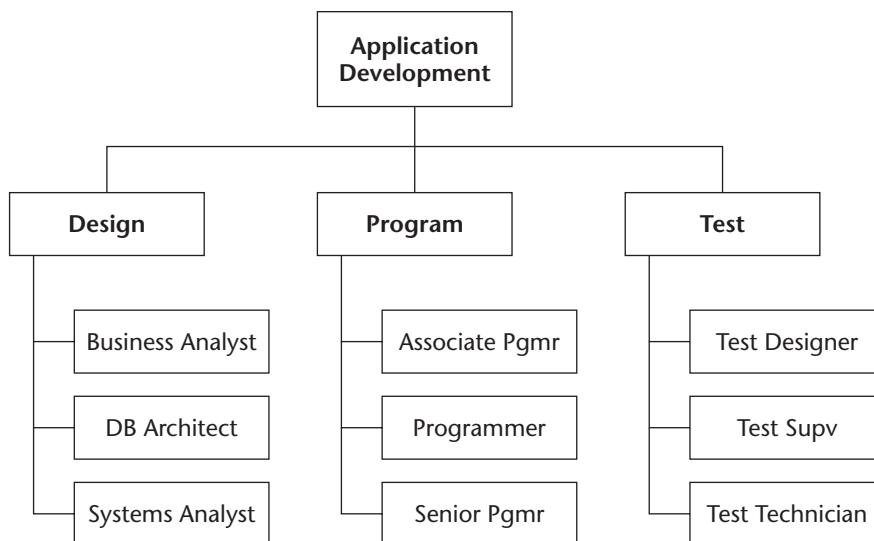 Application
Development
Design
Program
Test
Business Analyst
Associate Pgmr
Test Designer
DB Architect
Programmer
Test Supv
Systems Analyst
Senior Pgmr
Test Technician